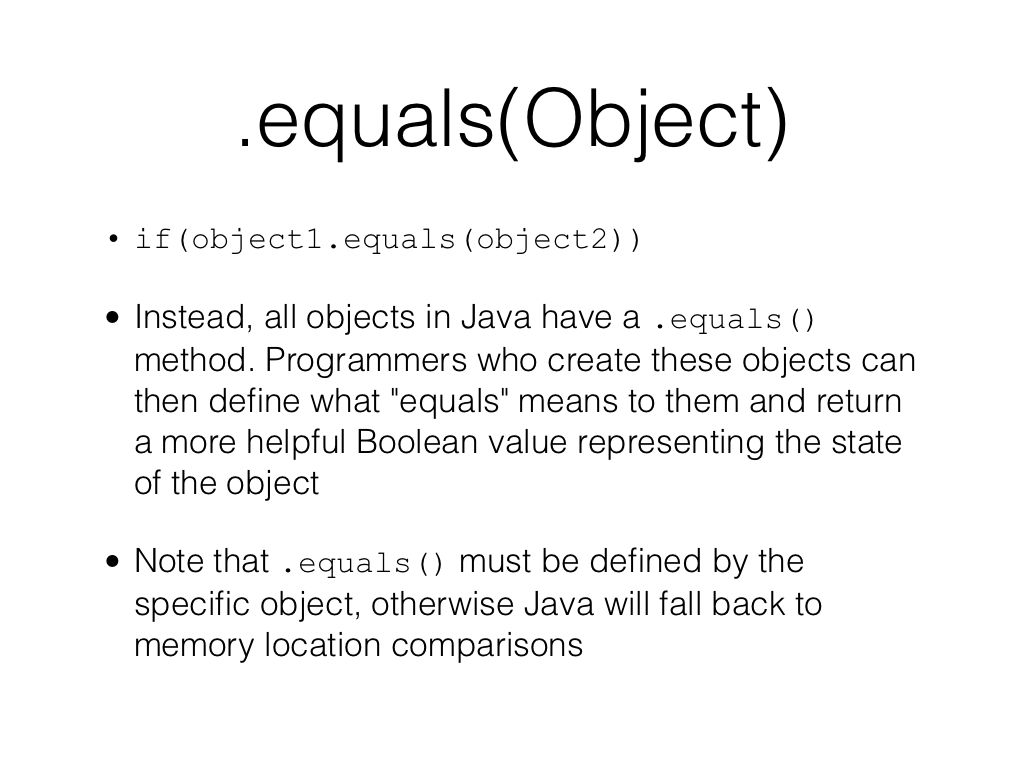 .equals(Object)
• if(object1.equals(object2))
• Instead, all objects in Java have a .equals()
method. Programmers who create these objects can
then define what "equals" means to them and return
a more helpful Boolean value representing the state
of the object
• Note that .equals() must be defined by the
specific object, otherwise Java will fall back to
memory location comparisons